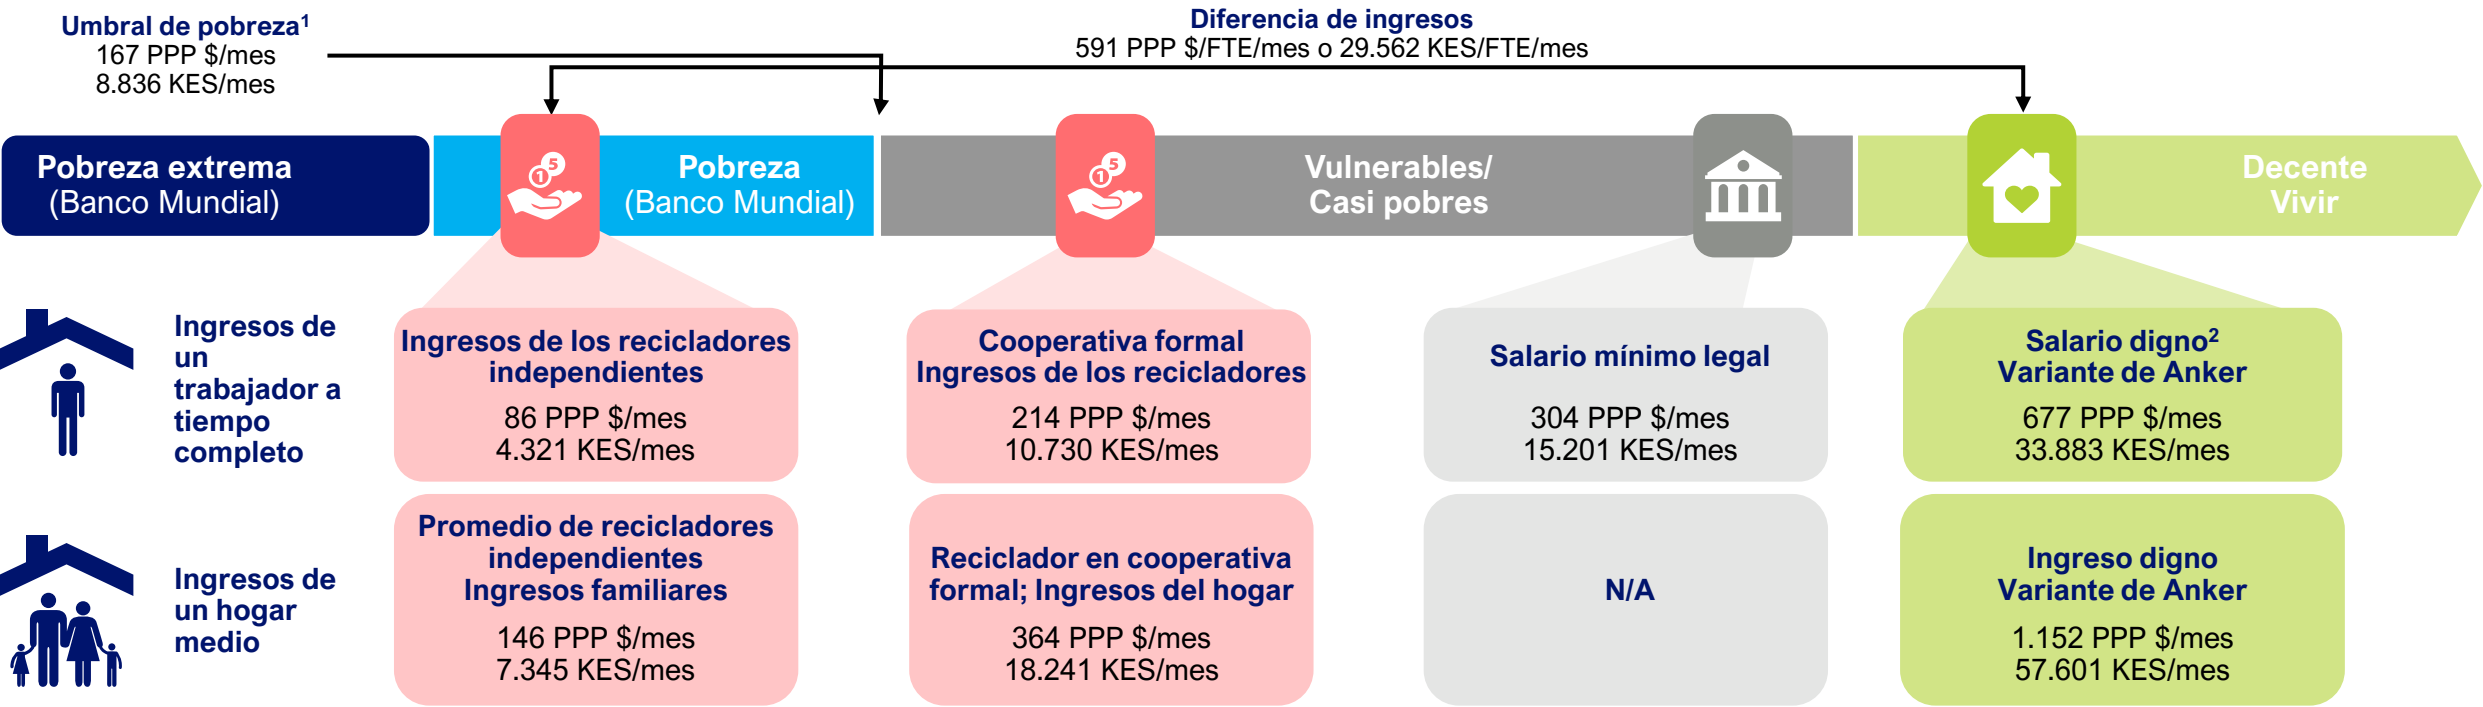 Umbral de pobreza¹
167 PPP $/mes
8.836 KES/mes
Diferencia de ingresos
591 PPP $/FTE/mes o 29.562 KES/FTE/mes
Pobreza extrema
(Banco Mundial)
5
1
Pobreza
(Banco Mundial)
5
1
Vulnerables/
Casi pobres
Decente
Vivir
Ingresos de
un
trabajador a
tiempo
completo
Ingresos de los recicladores
independientes
86 PPP $/mes
4.321 KES/mes
Cooperativa formal
Ingresos de los recicladores
214 PPP $/mes
10.730 KES/mes
Salario mínimo legal
304 PPP $/mes
15.201 KES/mes
Salario digno²
Variante de Anker
677 PPP $/mes
33.883 KES/mes
Ingresos de
un hogar
medio
Promedio de recicladores
independientes
Ingresos familiares
146 PPP $/mes
7.345 KES/mes
Reciclador en cooperativa
formal; Ingresos del hogar
364 PPP $/mes
18.241 KES/mes
N/A
Ingreso digno
Variante de Anker
1.152 PPP $/mes
57.601 KES/mes